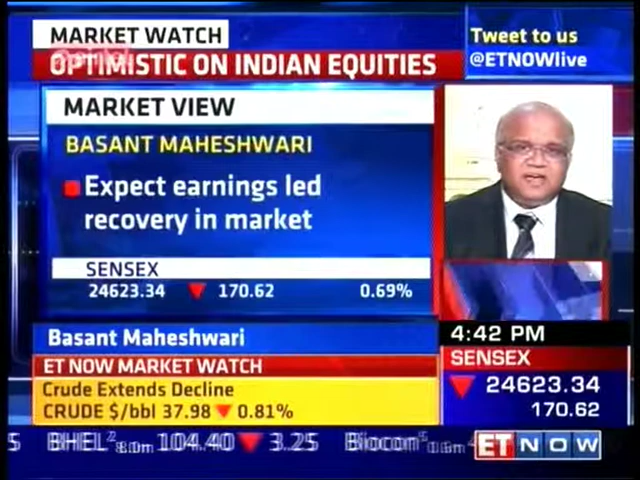 MARKET WATCH
OPTIMISTIC ON INDIAN EQUITIES
Tweet to us
@ETNOWlive
MARKET VIEW
BASANT MAHESHWARI
Expect earnings led
recovery in market
SENSEX
24623.34 ▼ 170.62 0.69%
Basant Maheshwari
ET NOW MARKET WATCH
Crude Extends Decline
CRUDE $/bbl 37.98 ▼ 0.81%
4:42 PM
SENSEX
▼ 24623.34
170.62
5 BHEL 104.40 ▼ 3.25 Biocon
ET NOW